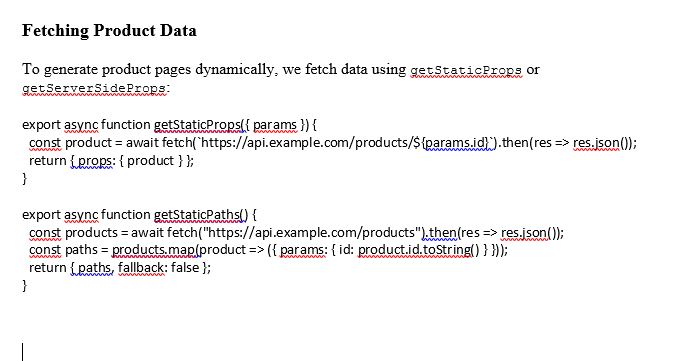 Fetching Product Data
To generate product pages dynamically, we fetch data using getStaticProps or
getServerSideProps:
export async function getStaticProps({ params }) {
const product = await fetch(`https://api.example.com/products/${params.id}`).then(res => res.json());
return { props: { product } };
}
export async function getStaticPaths() {
const products = await fetch("https://api.example.com/products").then(res => res.json());
const paths = products.map(product => ({ params: { id: product.id.toString() } }));
return { paths, fallback: false };
}